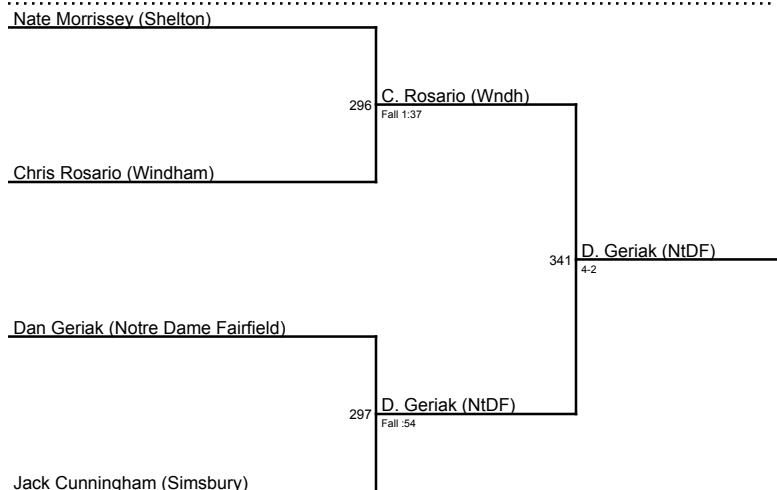 Nate Morrissey (Shelton)
296
C. Rosario (Wndh)
Fall 1:37
Chris Rosario (Windham)
341
D. Geriak (NtDF)
4-2
Dan Geriak (Notre Dame Fairfield)
297
D. Geriak (NtDF)
Fall :54
Jack Cunningham (Simsbury)